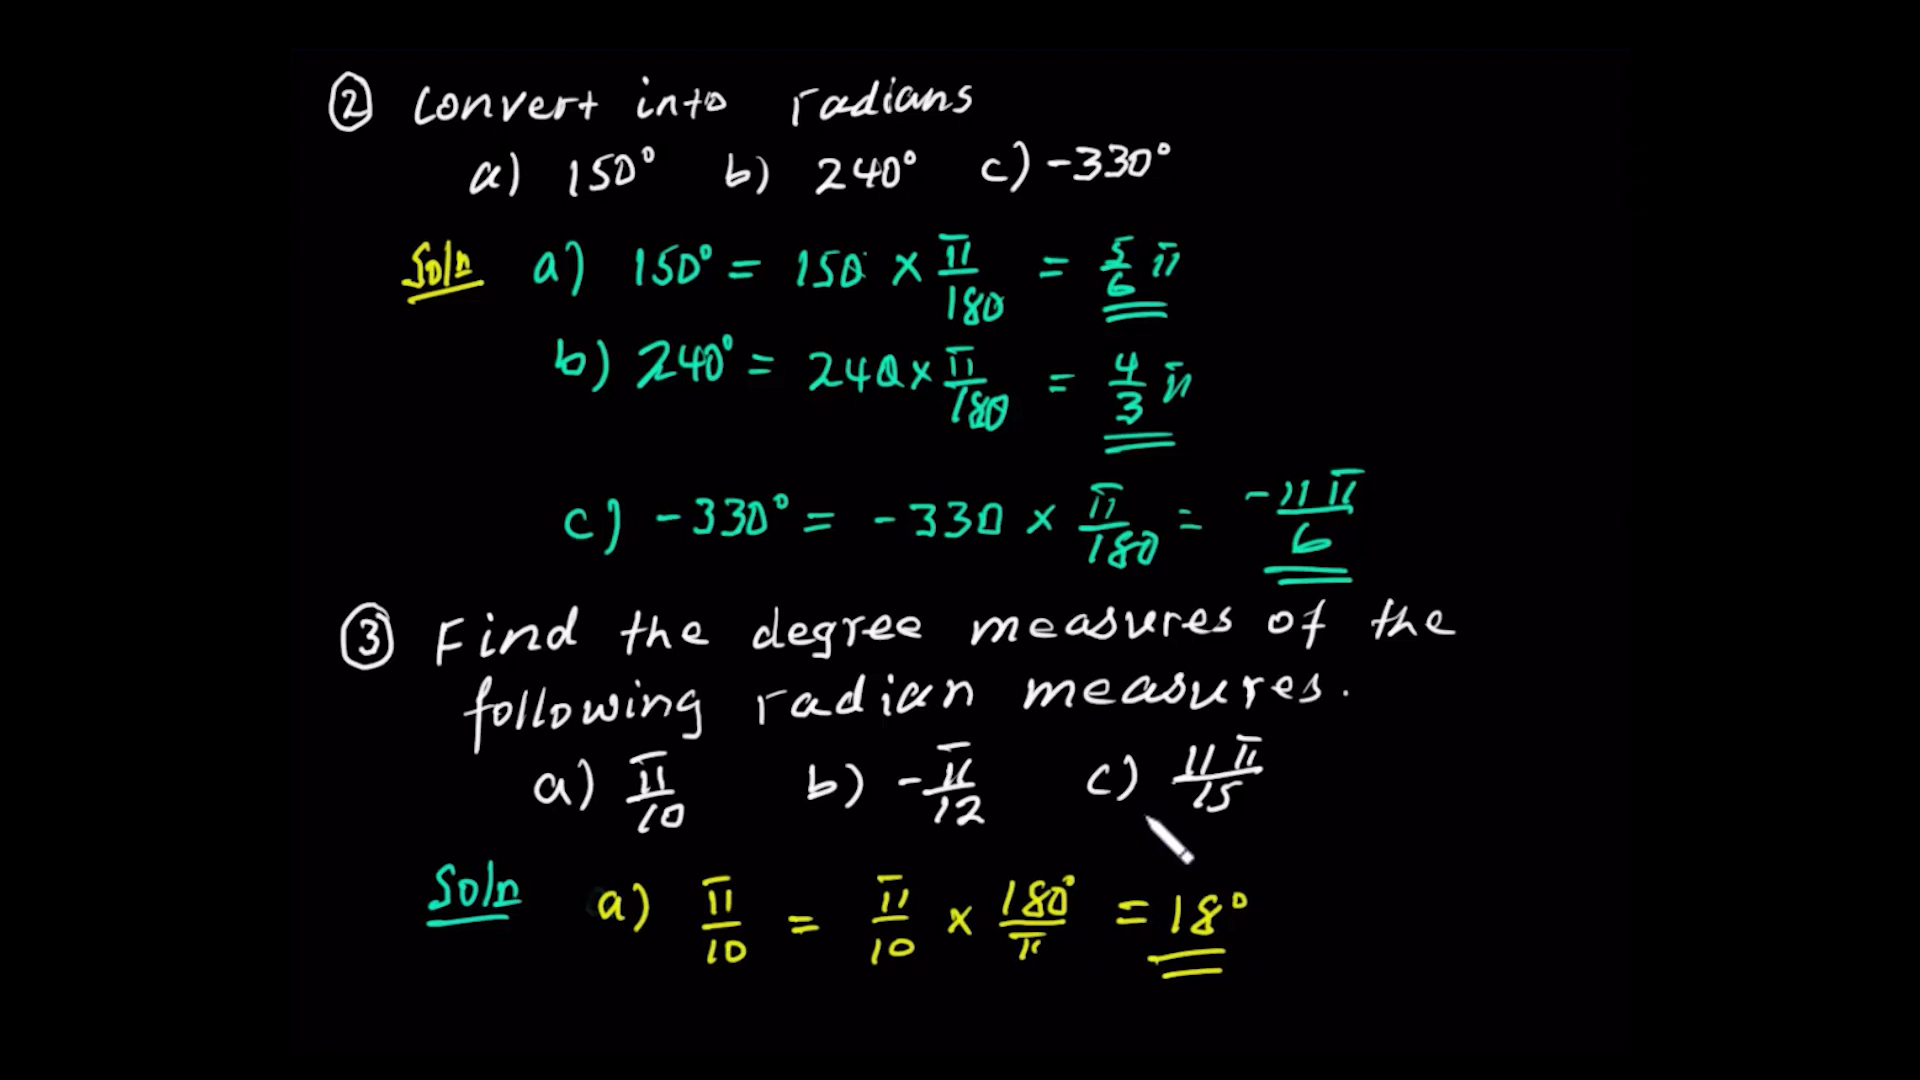 ② Convert into radians
a) 150° b) 240° c) -330°
Soln a) 150° = 150 × π/180 = 5/6 π
b) 240° = 240 × π/180 = 4/3 π
c) -330° = -330 × π/180 = -11π/6
③ Find the degree measures of the
following radian measures.
a) π/10 b) -π/12 c) 11π/15
Soln a) π/10 = π/10 × 180°/π = 18°